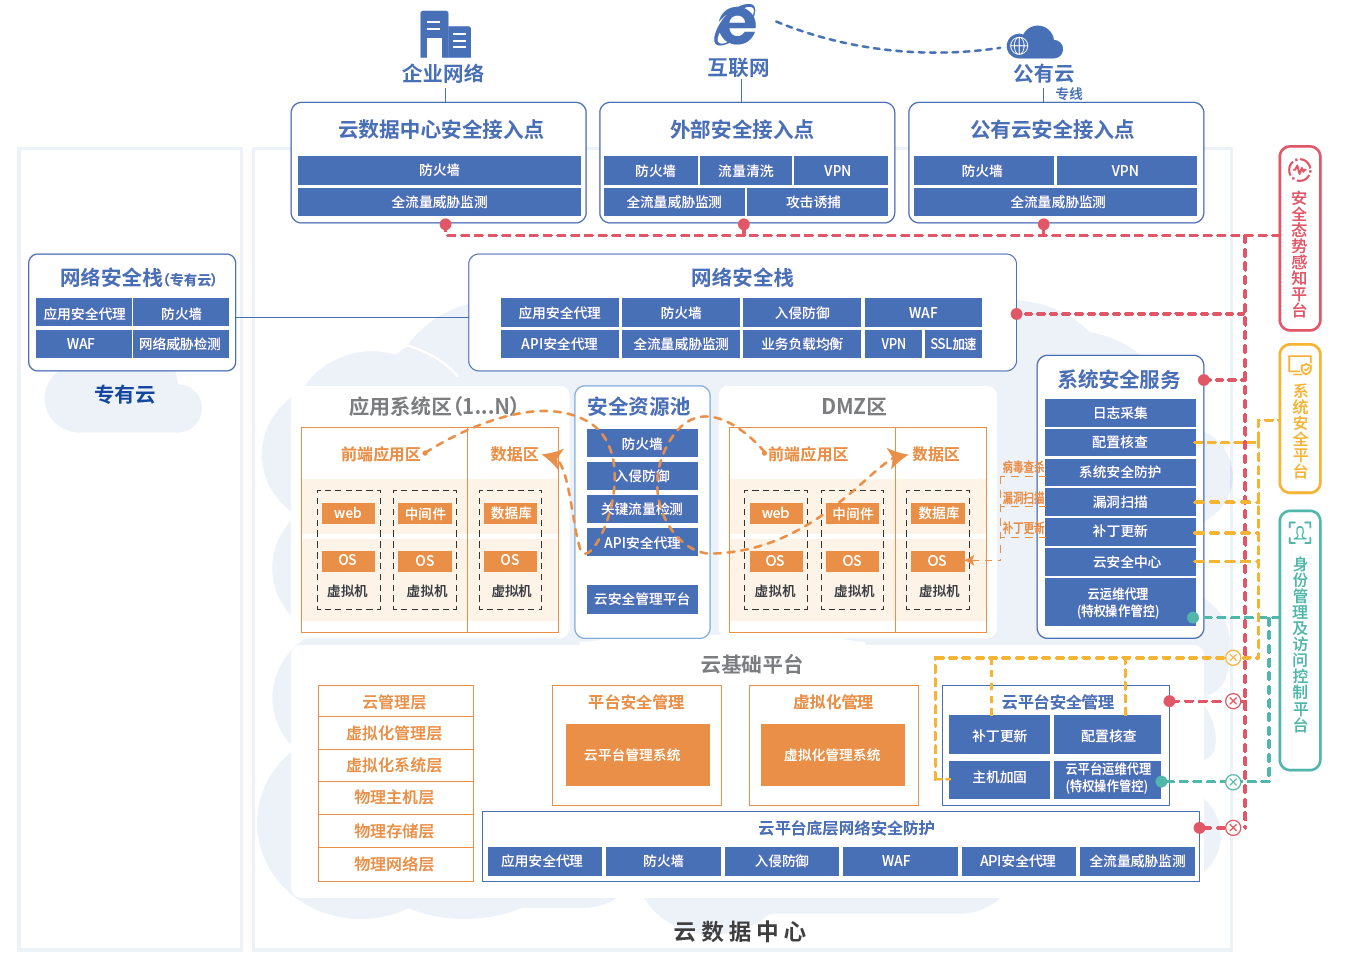 企业网络
互联网
公有云
专线
云数据中心安全接入点
防火墙
全流量威胁监测
外部安全接入点
防火墙
流量清洗
VPN
全流量威胁监测
攻击诱捕
公有云安全接入点
防火墙
VPN
全流量威胁监测
安全态势感知平台
网络安全栈(专有云)
应用安全代理
防火墙
WAF
网络威胁检测
专有云
网络安全栈
应用安全代理
防火墙
入侵防御
WAF
API安全代理
全流量威胁监测
业务负载均衡
VPN
SSL加速
系统安全平台
应用系统区(1...N)
前端应用区
数据区
web
中间件
数据库
OS
OS
OS
虚拟机
虚拟机
虚拟机
安全资源池
防火墙
入侵防御
关键流量检测
API安全代理
云安全管理平台
DMZ区
前端应用区
数据区
web
中间件
数据库
OS
OS
OS
虚拟机
虚拟机
虚拟机
病毒查杀
漏洞扫描
补丁更新
系统安全服务
日志采集
配置核查
系统安全防护
漏洞扫描
补丁更新
云安全中心
云运维代理
(特权操作管控)
身份管理及访问控制平台
云基础平台
云管理层
虚拟化管理层
虚拟化系统层
物理主机层
物理存储层
物理网络层
平台安全管理
云平台管理系统
虚拟化管理
虚拟化管理系统
云平台安全管理
补丁更新
配置核查
主机加固
云平台运维代理
(特权操作管控)
云平台底层网络安全防护
应用安全代理
防火墙
入侵防御
WAF
API安全代理
全流量威胁监测
云数据中心